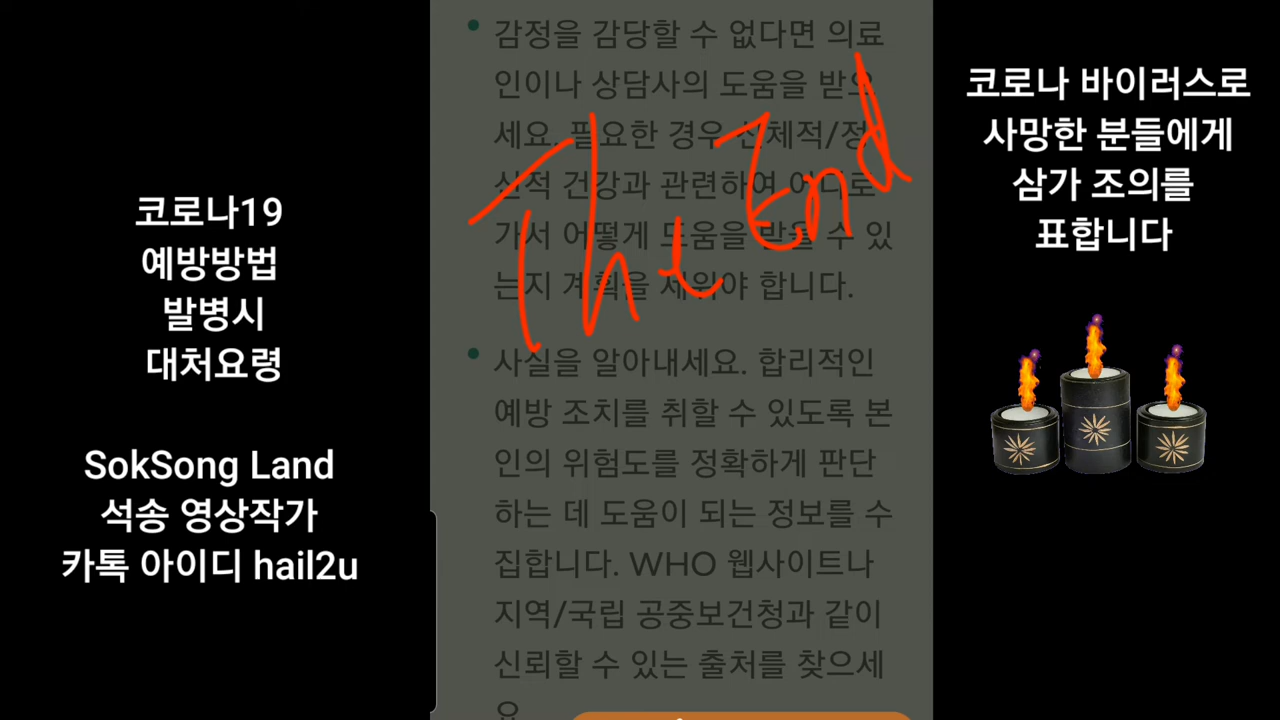 코로나19
예방방법
발병시
대처요령
SokSong Land
석송 영상작가
카톡 아이디 hail2u
감정을 감당할 수 없다면 의료
인이나 상담사의 도움을 받으
세요. 필요한 경우 신체적/정
신적 건강과 관련하여 어디로
가서 어떻게 도움을 받을 수 있
는지 계획을 세워야 합니다.
사실을 알아내세요. 합리적인
예방 조치를 취할 수 있도록 본
인의 위험도를 정확하게 판단
하는 데 도움이 되는 정보를 수
집합니다. WHO 웹사이트나
지역/국립 공중보건청과 같이
신뢰할 수 있는 출처를 찾으세
요
The End
코로나 바이러스로
사망한 분들에게
삼가 조의를
표합니다